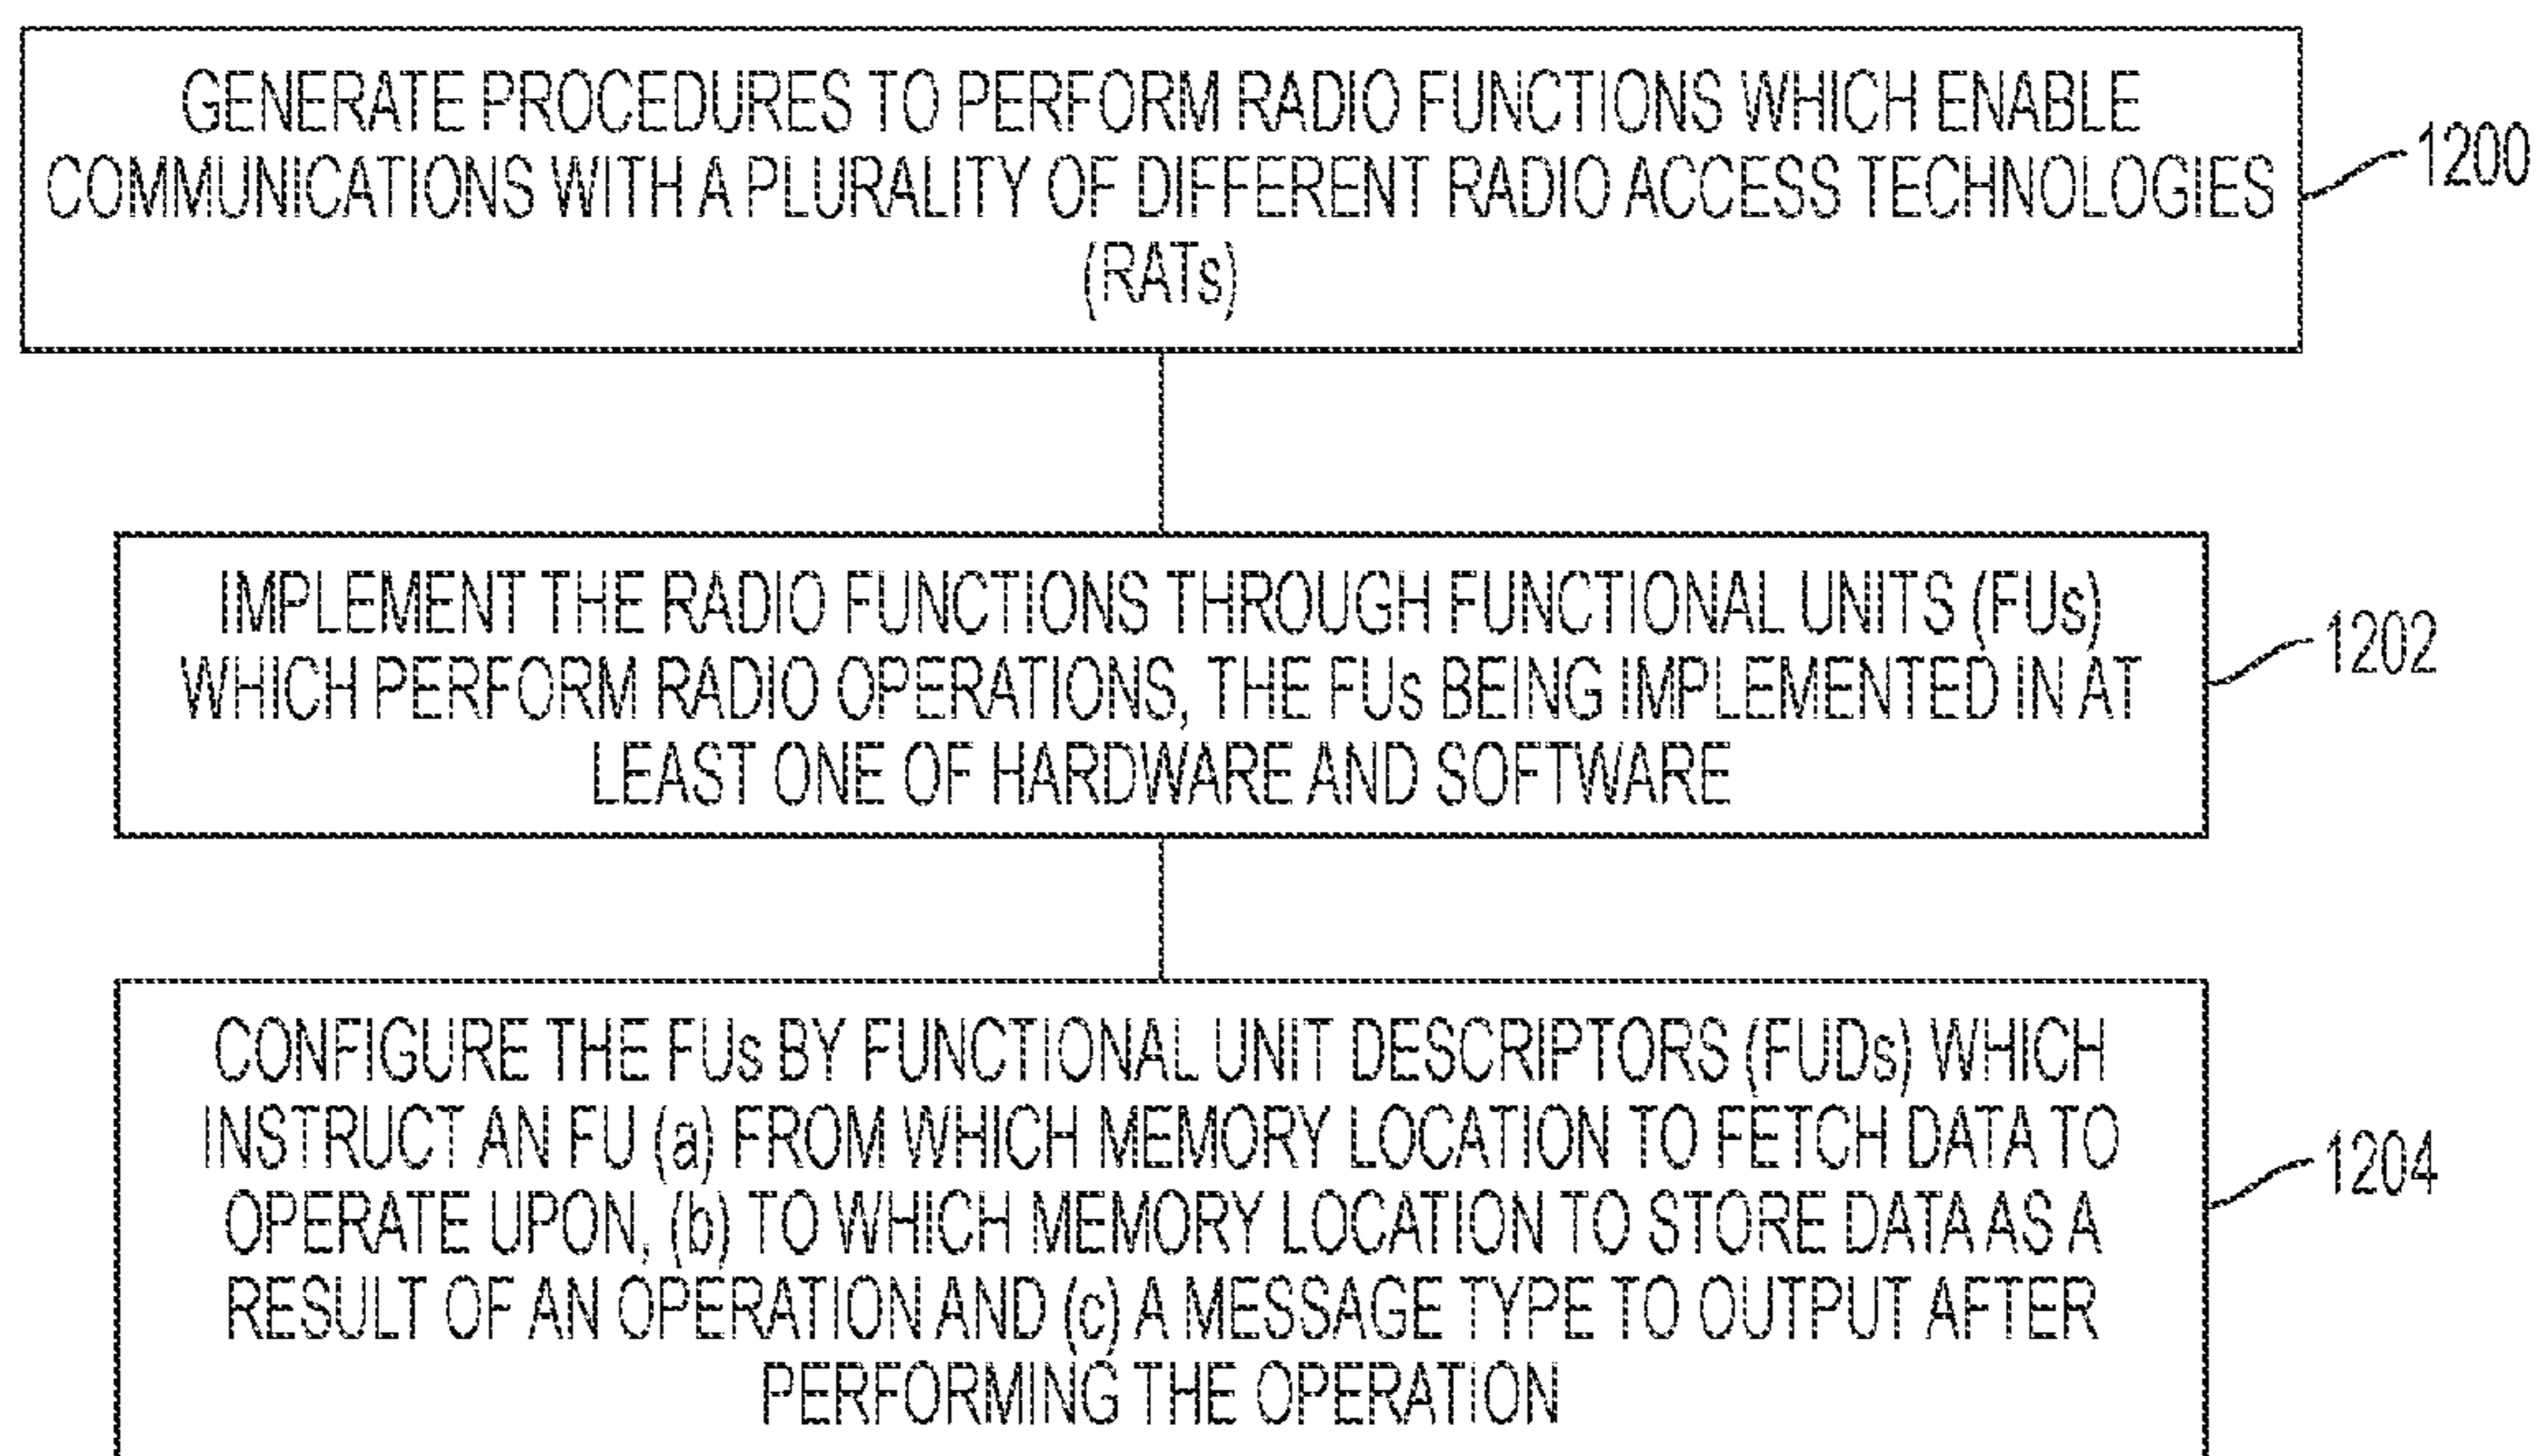 GENERATE PROCEDURES TO PERFORM RADIO FUNCTIONS WHICH ENABLE
COMMUNICATIONS WITH A PLURALITY OF DIFFERENT RADIO ACCESS TECHNOLOGIES
(RATs)
1200
IMPLEMENT THE RADIO FUNCTIONS THROUGH FUNCTIONAL UNITS (FUs)
WHICH PERFORM RADIO OPERATIONS, THE FUs BEING IMPLEMENTED IN AT
LEAST ONE OF HARDWARE AND SOFTWARE
1202
CONFIGURE THE FUs BY FUNCTIONAL UNIT DESCRIPTORS (FUDs) WHICH
INSTRUCT AN FU (a) FROM WHICH MEMORY LOCATION TO FETCH DATA TO
OPERATE UPON, (b) TO WHICH MEMORY LOCATION TO STORE DATA AS A
RESULT OF AN OPERATION AND (c) A MESSAGE TYPE TO OUTPUT AFTER
PERFORMING THE OPERATION
1204